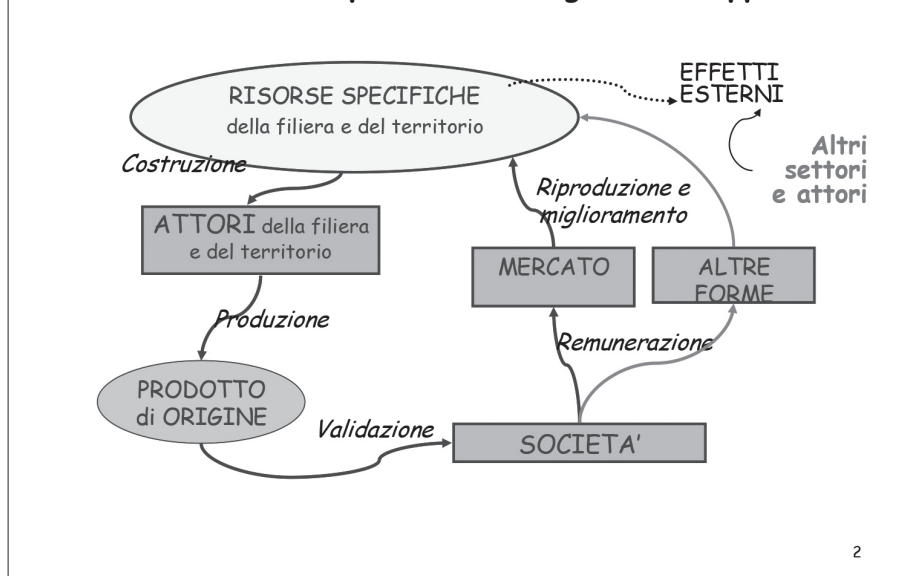 RISORSE SPECIFICHE
della filiera e del territorio
EFFETTI
ESTERNI
Altri
settori
e attori
Costruzione
ATTORI della filiera
e del territorio
Riproduzione e
miglioramento
MERCATO
ALTRE
FORME
Produzione
Remunerazione
PRODOTTO
di ORIGINE
Validazione
SOCIETA'
2